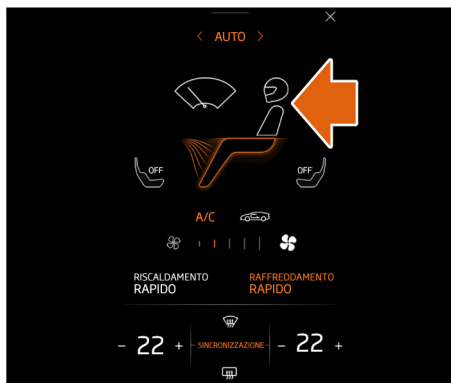 < AUTO >
OFF
OFF
A/C
RISCALDAMENTO
RAPIDO
RAFFREDDAMENTO
RAPIDO
- 22 + SINCRONIZZAZIONE - 22 +